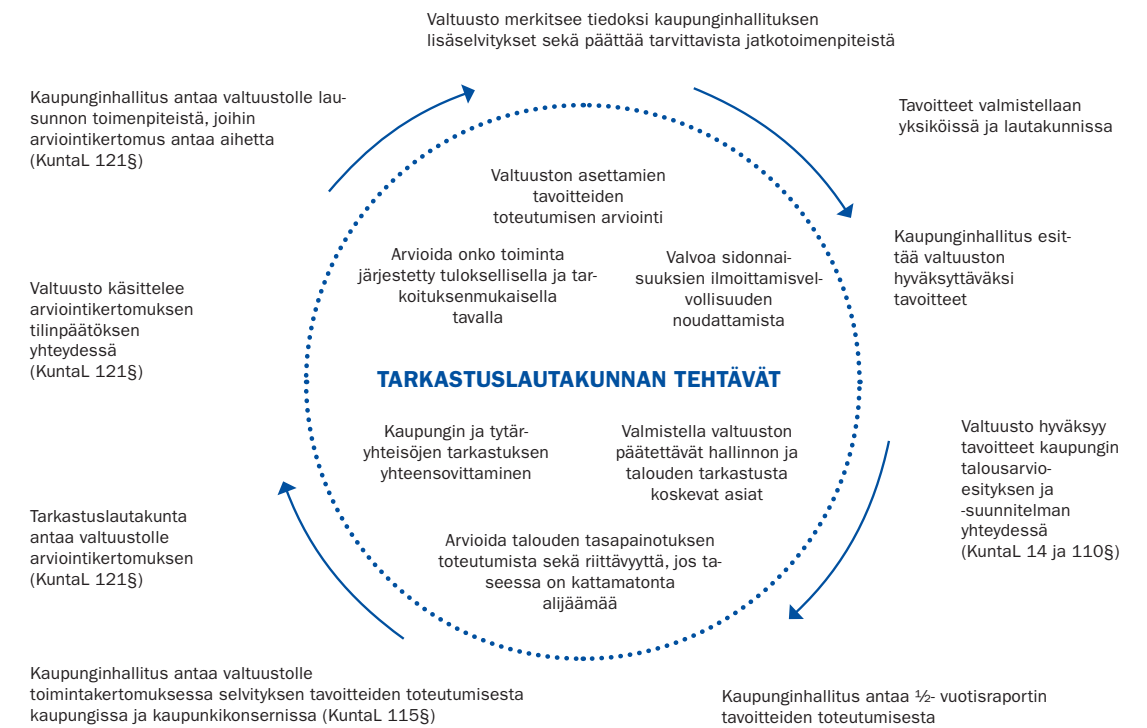 Valtuusto merkitsee tiedoksi kaupunginhallituksen
lisäselvitykset sekä päättää tarvittavista jatkotoimenpiteistä
Tavoitteet valmistellaan
yksiköissä ja lautakunnissa
Kaupunginhallitus esit-
tää valtuuston
hyväksyttäväksi
tavoitteet
Valtuusto hyväksyy
tavoitteet kaupungin
talousarvio-
esityksen ja
-suunnitelman
yhteydessä
(KuntaL 14 ja 110§)
Kaupunginhallitus antaa ½- vuotisraportin
tavoitteiden toteutumisesta
Kaupunginhallitus antaa valtuustolle
toimintakertomuksessa selvityksen tavoitteiden toteutumisesta
kaupungissa ja kaupunkikonsernissa (KuntaL 115§)
Tarkastuslautakunta
antaa valtuustolle
arviointikertomuksen
(KuntaL 121§)
Valtuusto käsittelee
arviointikertomuksen
tilinpäätöksen
yhteydessä
(KuntaL 121§)
Kaupunginhallitus antaa valtuustolle lau-
sunnon toimenpiteistä, joihin
arviointikertomus antaa aihetta
(KuntaL 121§)
Valtuuston asettamien
tavoitteiden
toteutumisen arviointi
Arvioida onko toiminta
järjestetty tuloksellisella ja tar-
koituksenmukaisella
tavalla
Valvoa sidonnai-
suuksien ilmoittamisvel-
vollisuuden
noudattamista
TARKASTUSLAUTAKUNNAN TEHTÄVÄT
Kaupungin ja tytär-
yhteisöjen tarkastuksen
yhteensovittaminen
Valmistella valtuuston
päätettävät hallinnon ja
talouden tarkastusta
koskevat asiat
Arvioida talouden tasapainotuksen
toteutumista sekä riittävyyttä, jos ta-
seessa on kattamatonta
alijäämää